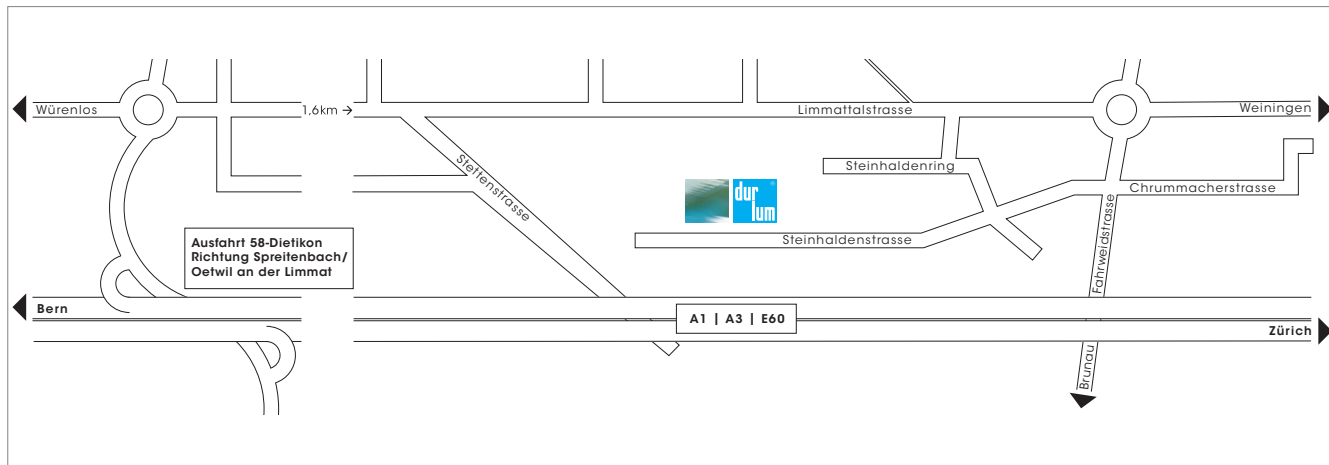 Würenlos
1,6km →
Limmattalstrasse
Weiningen
Steinhaldenring
Stettenstrasse
Chrummacherstrasse
dur
lum
Steinhaldenstrasse
Fahrweidstrasse
Ausfahrt 58-Dietikon
Richtung Spreitenbach/
Oetwil an der Limmat
Bern
A1 | A3 | E60
Zürich
Brunau